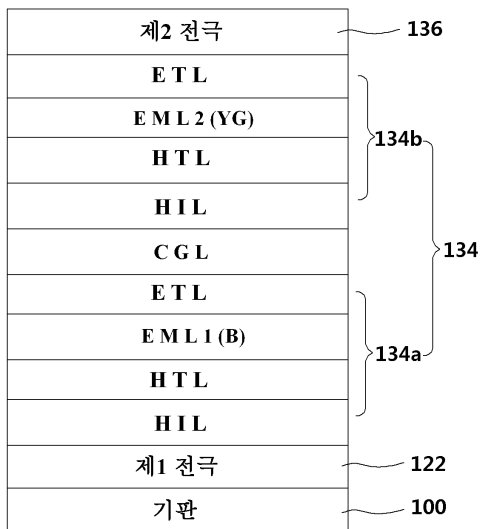 제2 전극 136
E T L
E M L 2 (YG)
134b
H T L
134
H I L
C G L
E T L
E M L 1 (B)
134a
H T L
H I L
제1 전극 122
기판 100